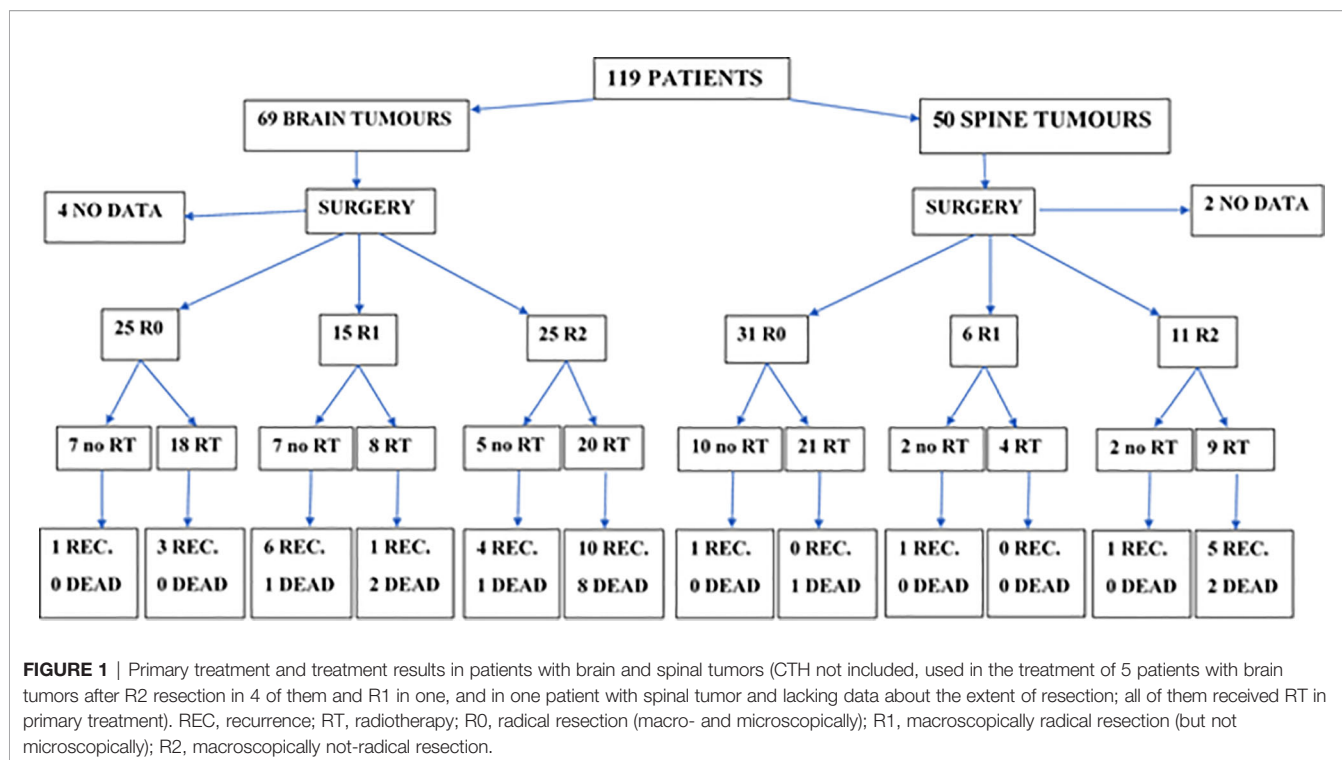 119 PATIENTS
69 BRAIN TUMOURS
50 SPINE TUMOURS
4 NO DATA
SURGERY
SURGERY
2 NO DATA
25 R0
15 R1
25 R2
31 R0
6 R1
11 R2
7 no RT
18 RT
7 no RT
8 RT
5 no RT
20 RT
10 no RT
21 RT
2 no RT
4 RT
2 no RT
9 RT
1 REC.
0 DEAD
3 REC.
0 DEAD
6 REC.
1 DEAD
1 REC.
2 DEAD
4 REC.
1 DEAD
10 REC.
8 DEAD
1 REC.
0 DEAD
0 REC.
1 DEAD
1 REC.
0 DEAD
0 REC.
0 DEAD
1 REC.
0 DEAD
5 REC.
2 DEAD
FIGURE 1 | Primary treatment and treatment results in patients with brain and spinal tumors (CTH not included, used in the treatment of 5 patients with brain
tumors after R2 resection in 4 of them and R1 in one, and in one patient with spinal tumor and lacking data about the extent of resection; all of them received RT in
primary treatment). REC, recurrence; RT, radiotherapy; R0, radical resection (macro- and microscopically); R1, macroscopically radical resection (but not
microscopically); R2, macroscopically not-radical resection.